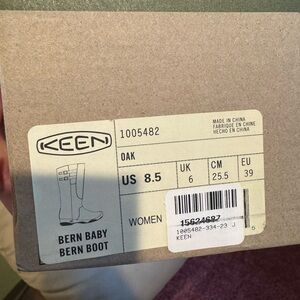 KEEN
1005482
MADE IN CHINA
FABRIQUE EN CHINE
HECHO EN CHINA
OAK
US 8.5
UK
6
CM
25.5
EU
39
BERN BABY
BERN BOOT
WOMEN
15624687
1005482-334-23 J
KEEN